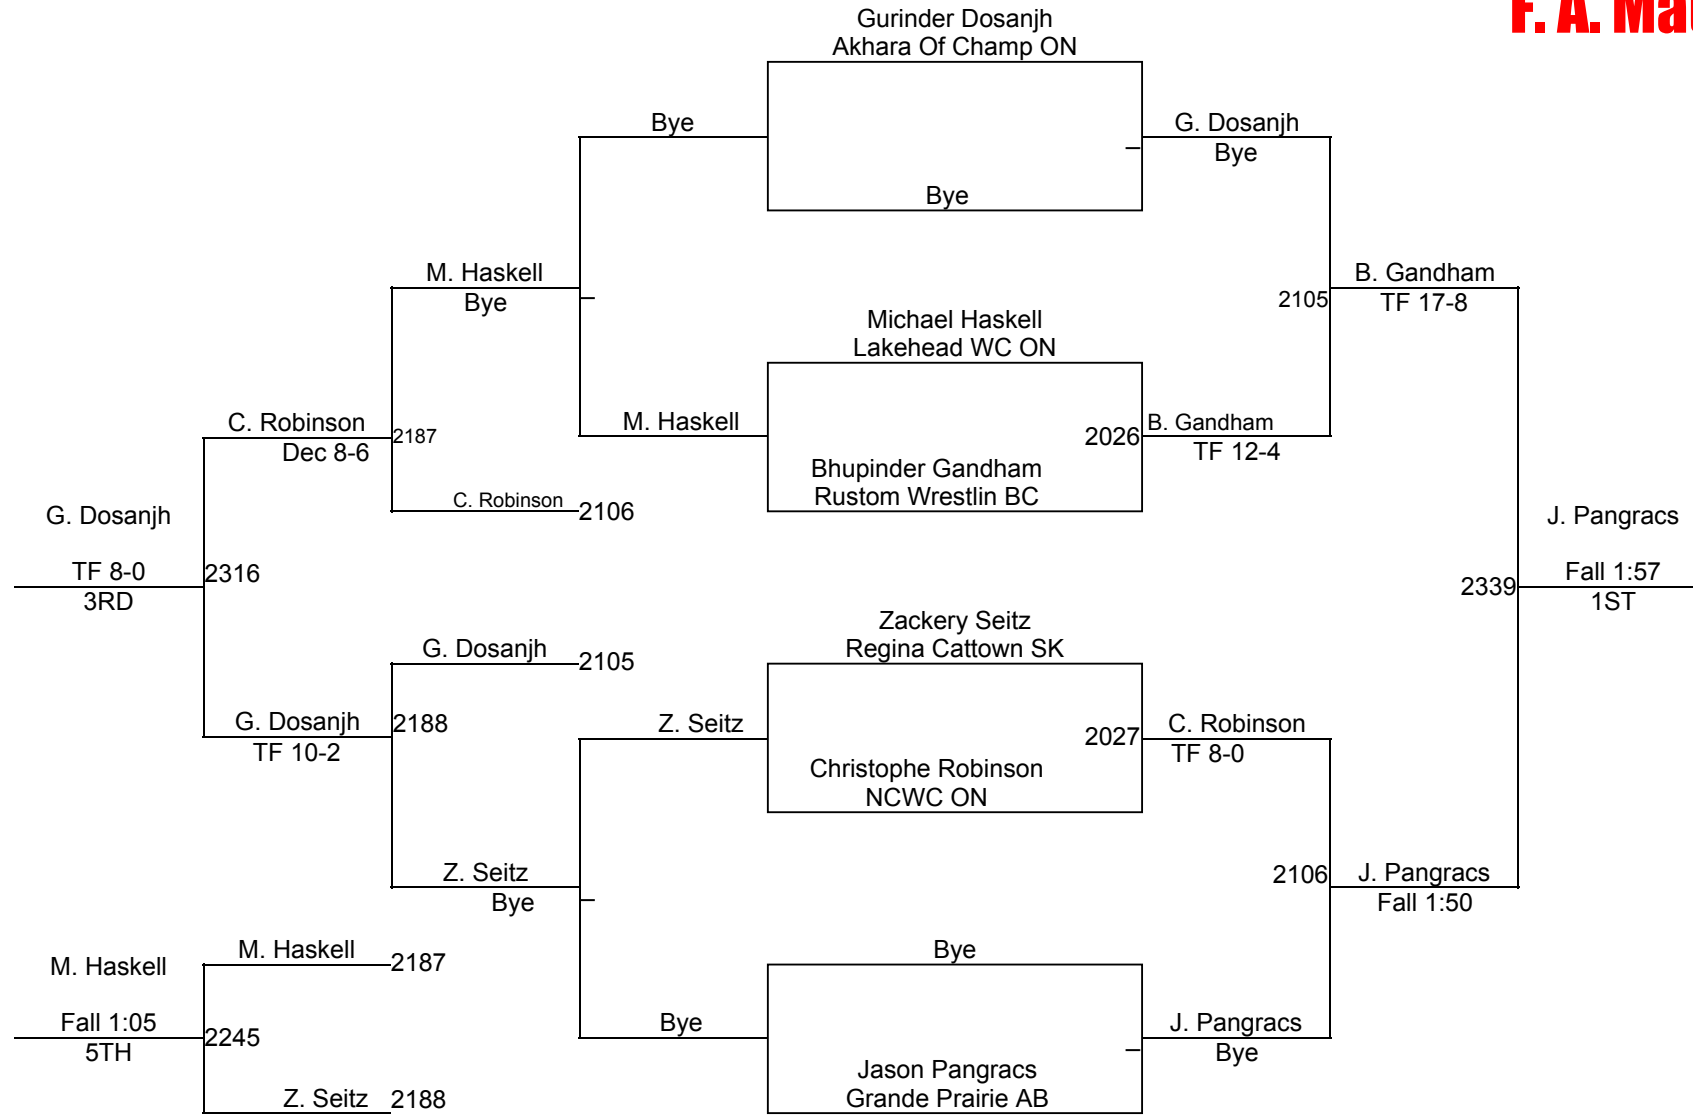 F. A. Ma
Gurinder Dosanjh
Akhara Of Champ ON
Bye
G. Dosanjh
Bye
Bye
M. Haskell
Bye
B. Gandham
TF 17-8
2105
Michael Haskell
Lakehead WC ON
C. Robinson
Dec 8-6
2187
M. Haskell
2026
B. Gandham
TF 12-4
Bhupinder Gandham
Rustom Wrestlin BC
C. Robinson
2106
G. Dosanjh
TF 8-0
3RD
2316
J. Pangracs
Fall 1:57
1ST
2339
Zackery Seitz
Regina Cattown SK
G. Dosanjh
2105
G. Dosanjh
TF 10-2
2188
Z. Seitz
2027
C. Robinson
TF 8-0
Christophe Robinson
NCWC ON
Z. Seitz
Bye
2106
J. Pangracs
Fall 1:50
M. Haskell
2187
Bye
M. Haskell
Fall 1:05
5TH
2245
Bye
J. Pangracs
Bye
Jason Pangracs
Grande Prairie AB
Z. Seitz
2188